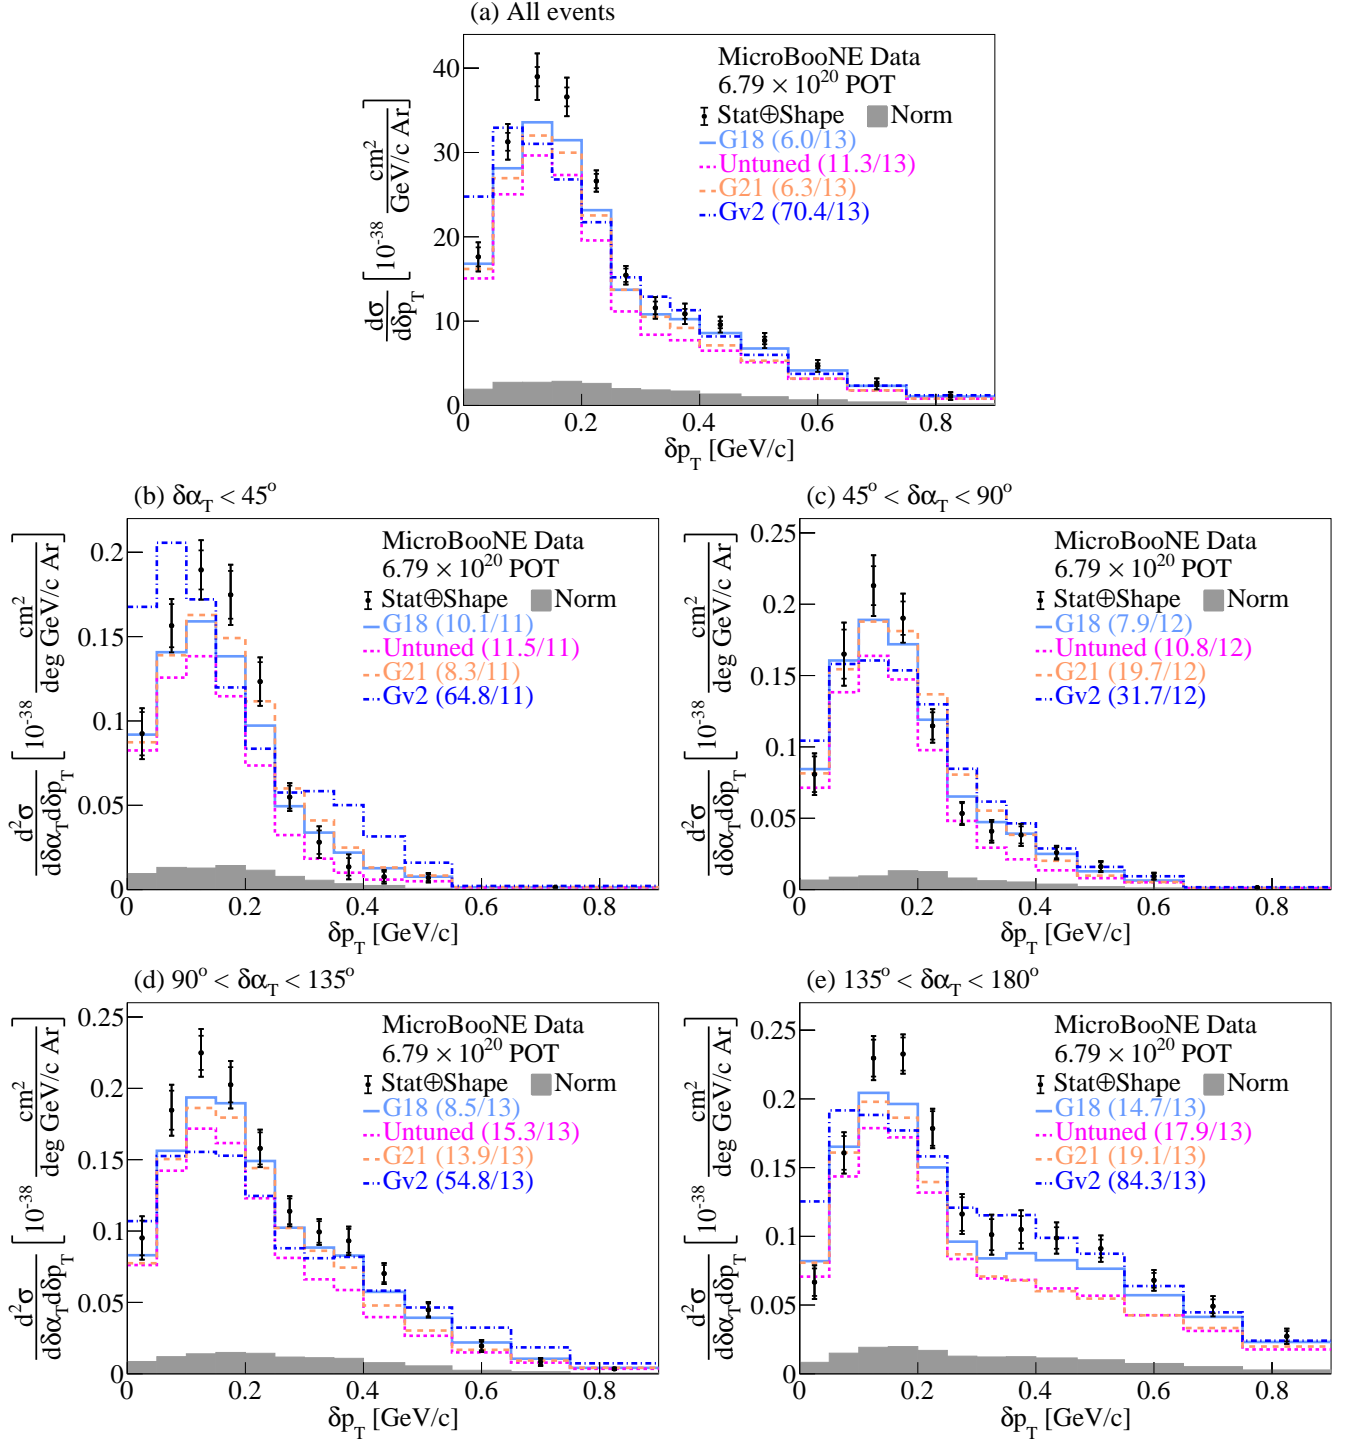 (a) All events
MicroBooNE Data
6.79 × 10²⁰ POT
Stat⊕Shape Norm
G18 (6.0/13)
Untuned (11.3/13)
G21 (6.3/13)
Gv2 (70.4/13)
dσ/dδp_T [10⁻³⁸ cm²/GeV/c Ar]
40
30
20
10
0
0 0.2 0.4 0.6 0.8
δp_T [GeV/c]
(b) δα_T < 45°
MicroBooNE Data
6.79 × 10²⁰ POT
Stat⊕Shape Norm
G18 (10.1/11)
Untuned (11.5/11)
G21 (8.3/11)
Gv2 (64.8/11)
d²σ/dδα_T dδp_T [10⁻³⁸ cm²/deg GeV/c Ar]
0.2
0.15
0.1
0.05
0
0 0.2 0.4 0.6 0.8
δp_T [GeV/c]
(c) 45° < δα_T < 90°
MicroBooNE Data
6.79 × 10²⁰ POT
Stat⊕Shape Norm
G18 (7.9/12)
Untuned (10.8/12)
G21 (19.7/12)
Gv2 (31.7/12)
d²σ/dδα_T dδp_T [10⁻³⁸ cm²/deg GeV/c Ar]
0.25
0.2
0.15
0.1
0.05
0
0 0.2 0.4 0.6 0.8
δp_T [GeV/c]
(d) 90° < δα_T < 135°
MicroBooNE Data
6.79 × 10²⁰ POT
Stat⊕Shape Norm
G18 (8.5/13)
Untuned (15.3/13)
G21 (13.9/13)
Gv2 (54.8/13)
d²σ/dδα_T dδp_T [10⁻³⁸ cm²/deg GeV/c Ar]
0.25
0.2
0.15
0.1
0.05
0
0 0.2 0.4 0.6 0.8
δp_T [GeV/c]
(e) 135° < δα_T < 180°
MicroBooNE Data
6.79 × 10²⁰ POT
Stat⊕Shape Norm
G18 (14.7/13)
Untuned (17.9/13)
G21 (19.1/13)
Gv2 (84.3/13)
d²σ/dδα_T dδp_T [10⁻³⁸ cm²/deg GeV/c Ar]
0.25
0.2
0.15
0.1
0.05
0
0 0.2 0.4 0.6 0.8
δp_T [GeV/c]